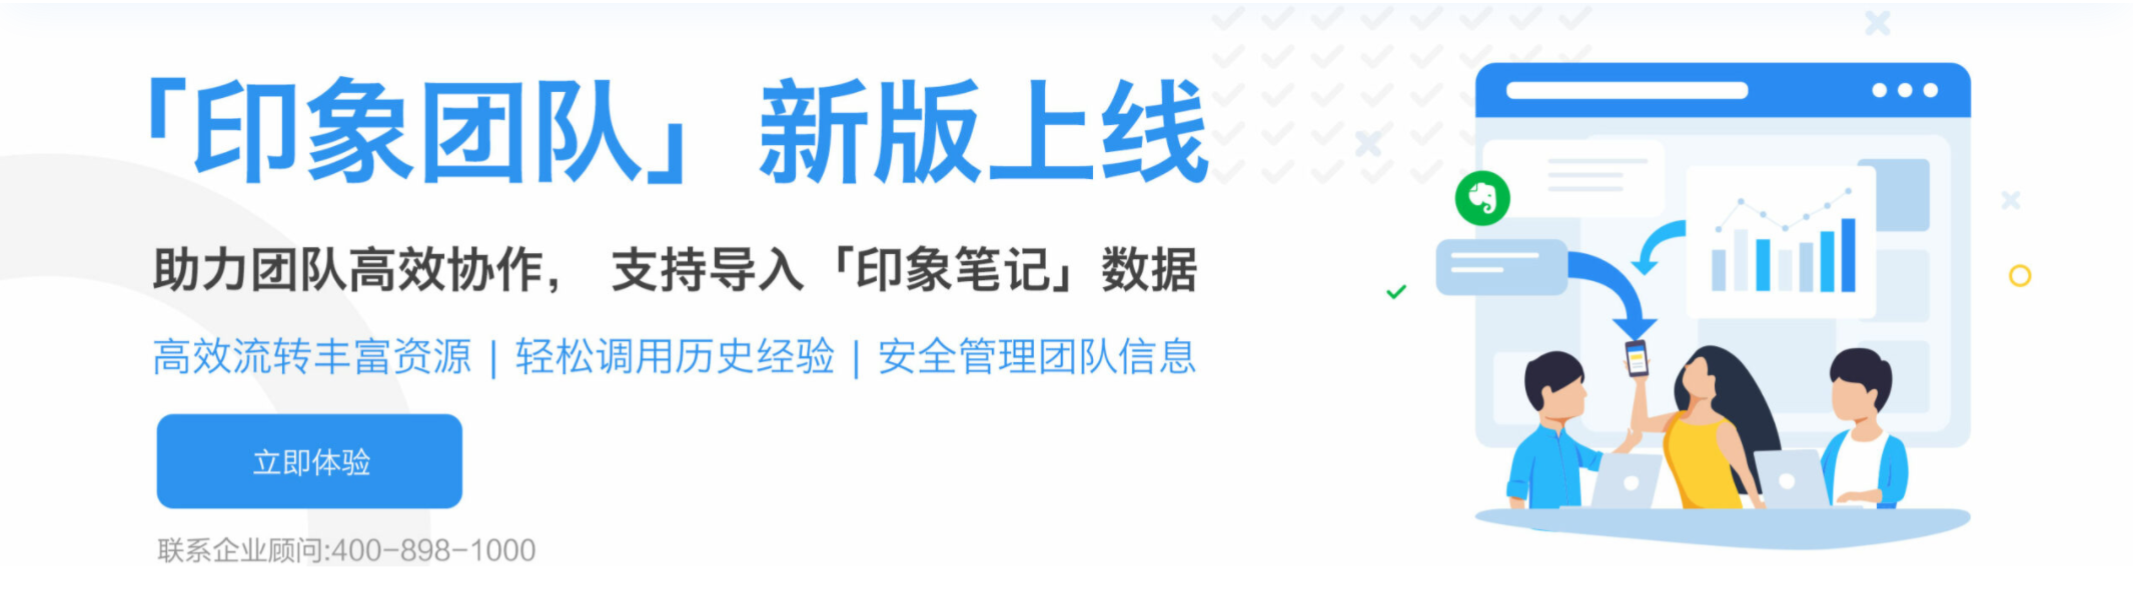 「印象团队」 新版上线
助力团队高效协作， 支持导入「印象笔记」数据
高效流转丰富资源 | 轻松调用历史经验 | 安全管理团队信息
立即体验
联系企业顾问:400-898-1000